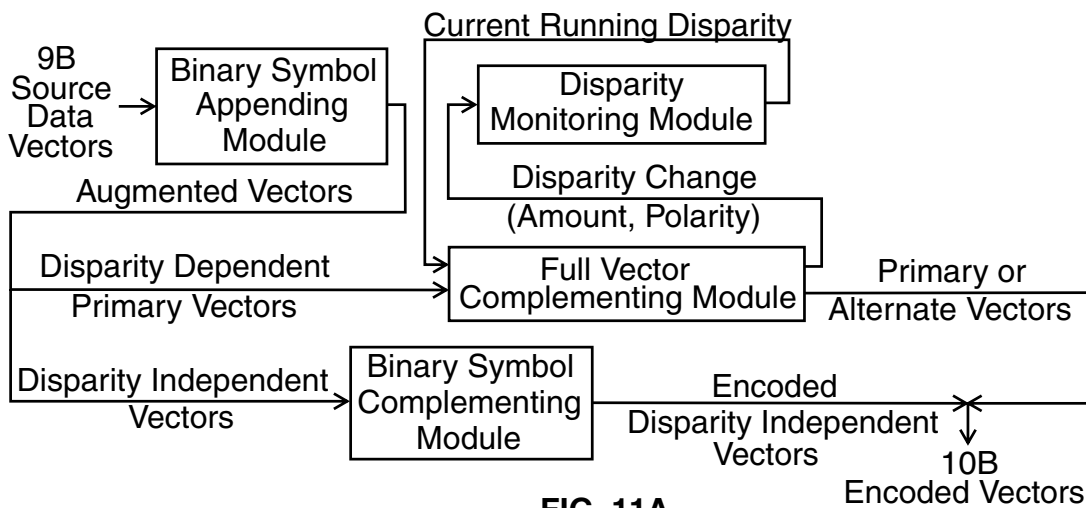 Current Running Disparity
9B
Source
Data
Vectors
Binary Symbol
Appending
Module
Disparity
Monitoring Module
Augmented Vectors
Disparity Change
(Amount, Polarity)
Disparity Dependent
Primary Vectors
Full Vector
Complementing Module
Primary or
Alternate Vectors
Disparity Independent
Vectors
Binary Symbol
Complementing
Module
Encoded
Disparity Independent
Vectors
10B
Encoded Vectors
FIG. 11A